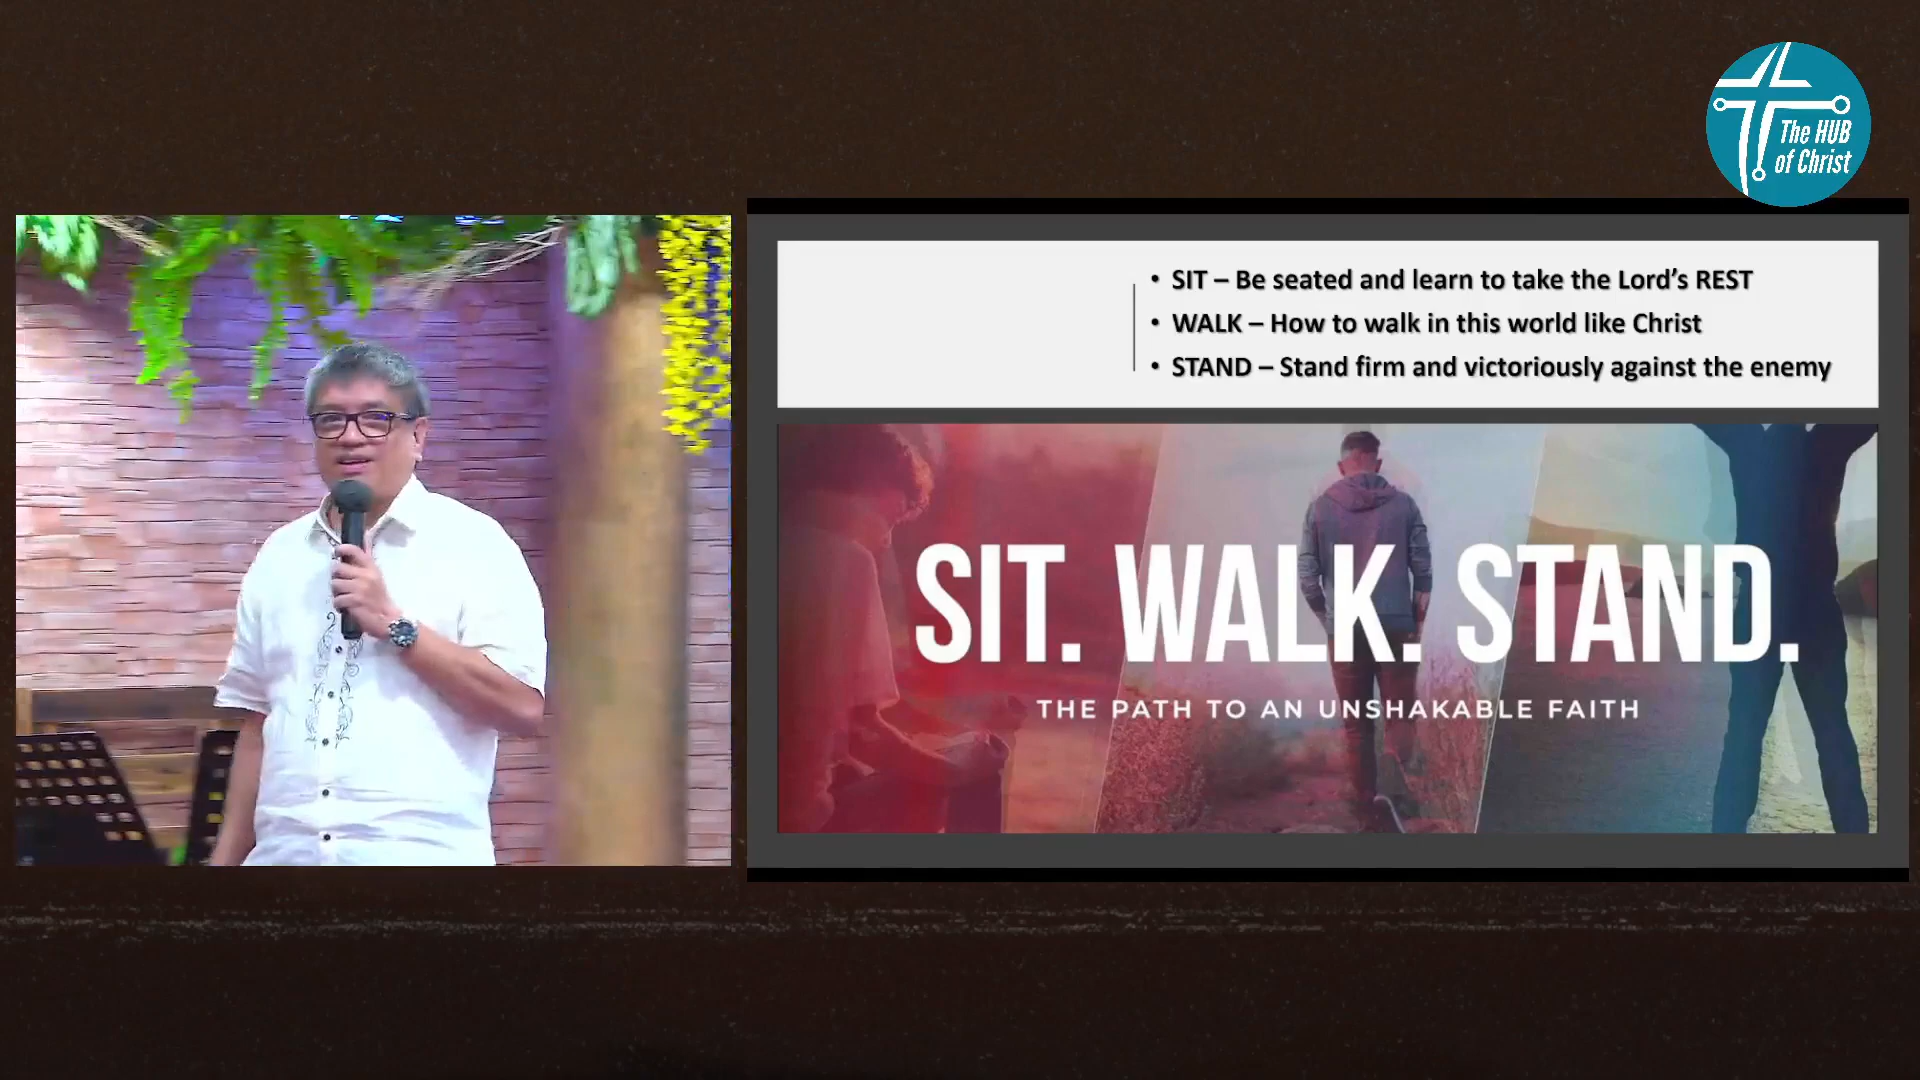 The HUB
of Christ
• SIT – Be seated and learn to take the Lord's REST
• WALK – How to walk in this world like Christ
• STAND – Stand firm and victoriously against the enemy
SIT. WALK. STAND.
THE PATH TO AN UNSHAKABLE FAITH